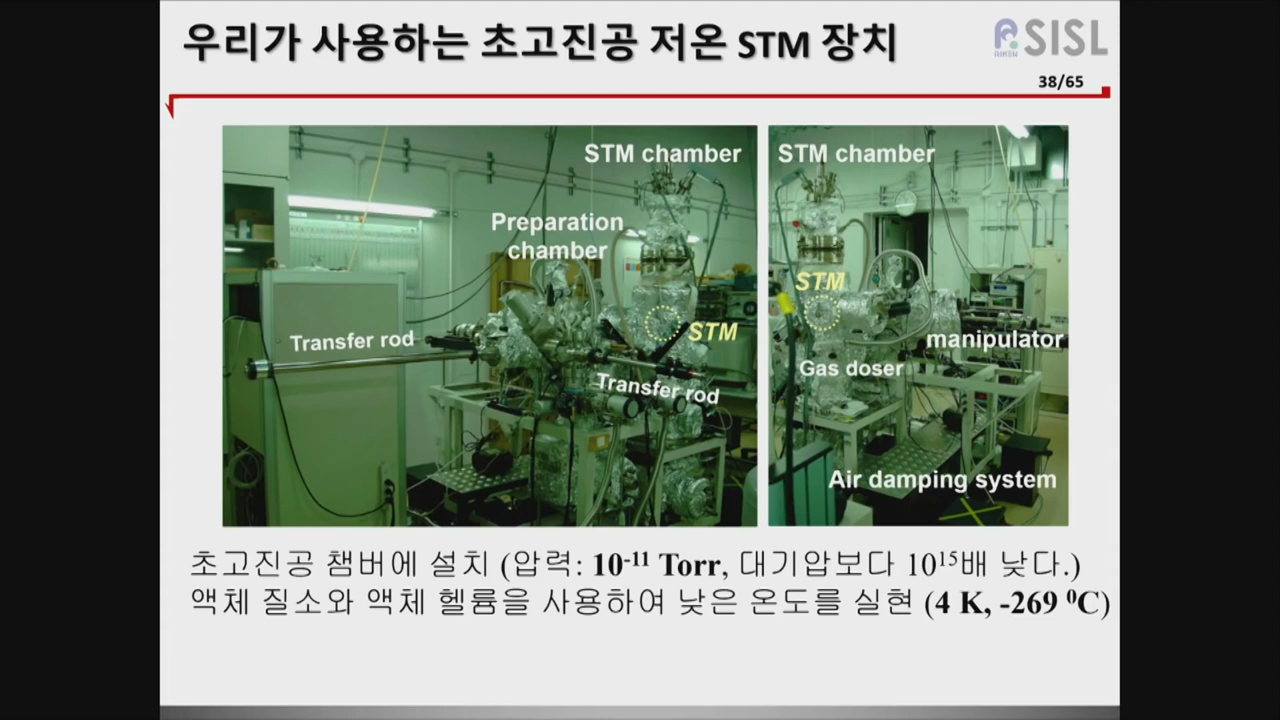 우리가 사용하는 초고진공 저온 STM 장치
SISL
38/65
STM chamber
Preparation
chamber
STM
Transfer rod
Transfer rod
STM chamber
STM
manipulator
Gas doser
Air damping system
초고진공 챔버에 설치 (압력: 10⁻¹¹ Torr, 대기압보다 10¹⁵배 낮다.)
액체 질소와 액체 헬륨을 사용하여 낮은 온도를 실현 (4 K, -269 ⁰C)